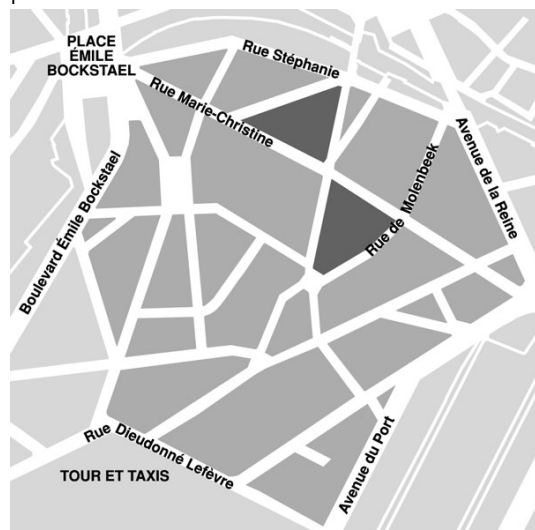 PLACE
ÉMILE
BOCKSTAEL
Rue Stéphanie
Rue Marie-Christine
Avenue de la Reine
Rue de Molenbeek
Boulevard Émile Bockstael
Rue Dieudonné Lefèvre
Avenue du Port
TOUR ET TAXIS